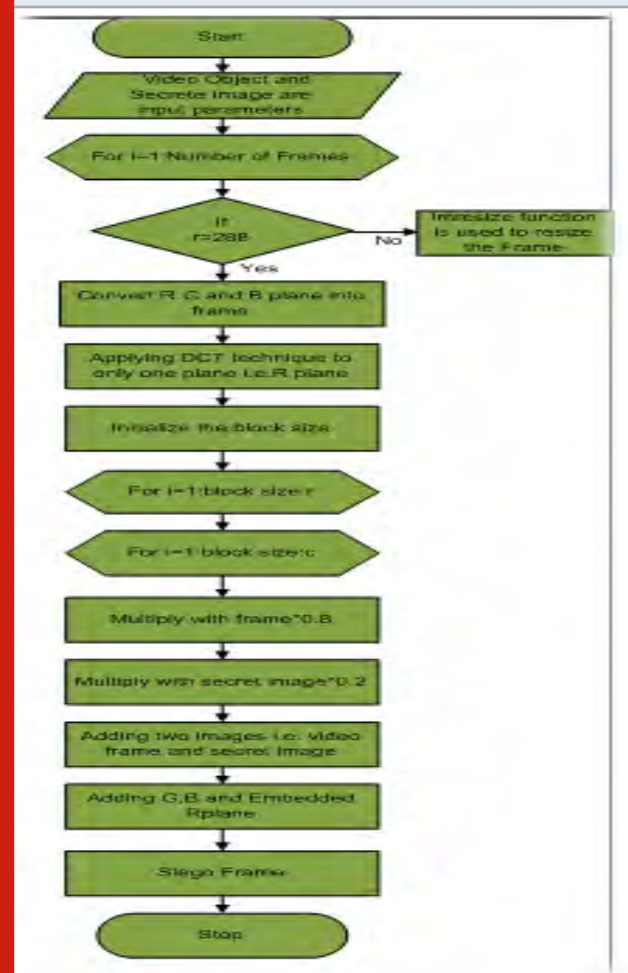 Start
Video Object and
Secrete Image are
input parameters
For i=1:Number of Frames
If
r=288
No
Imresize function
is used to resize
the Frame
Yes
Convert R G and B plane into
frame
Applying DCT technique to
only one plane i.e.R plane
Initialize the block size
For i=1:block size:r
For i=1:block size:c
Multiply with frame*0.8
Multiply with secret image*0.2
Adding two images i.e. video
frame and secret Image
Adding G,B and Embedded
Rplane
Stego Frame
Stop